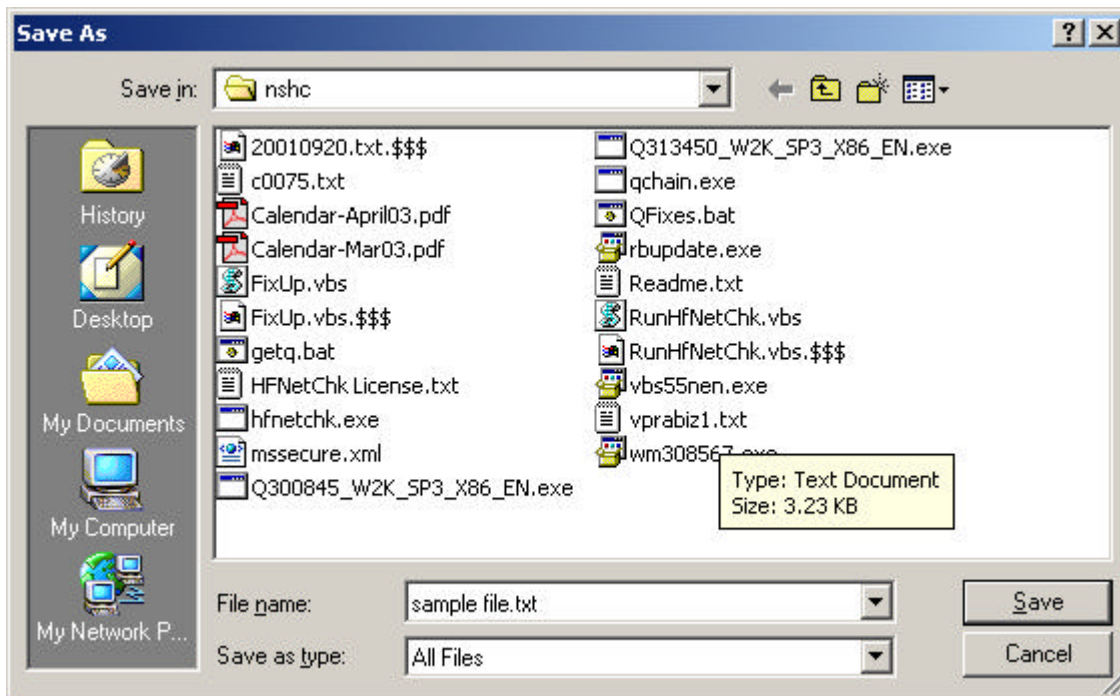 Save As
Save in:
nshc
History
Desktop
My Documents
My Computer
My Network P...
20010920.txt.$$$
c0075.txt
Calendar-April03.pdf
Calendar-Mar03.pdf
FixUp.vbs
FixUp.vbs.$$$
getq.bat
HFNetChk License.txt
hfnetchk.exe
mssecure.xml
Q300845_W2K_SP3_X86_EN.exe
Q313450_W2K_SP3_X86_EN.exe
qchain.exe
QFixes.bat
rbupdate.exe
Readme.txt
RunHfNetChk.vbs
RunHfNetChk.vbs.$$$
vbs55nen.exe
vprabiz1.txt
wm308567.exe
Type: Text Document
Size: 3.23 KB
File name:
sample file.txt
Save
Save as type:
All Files
Cancel